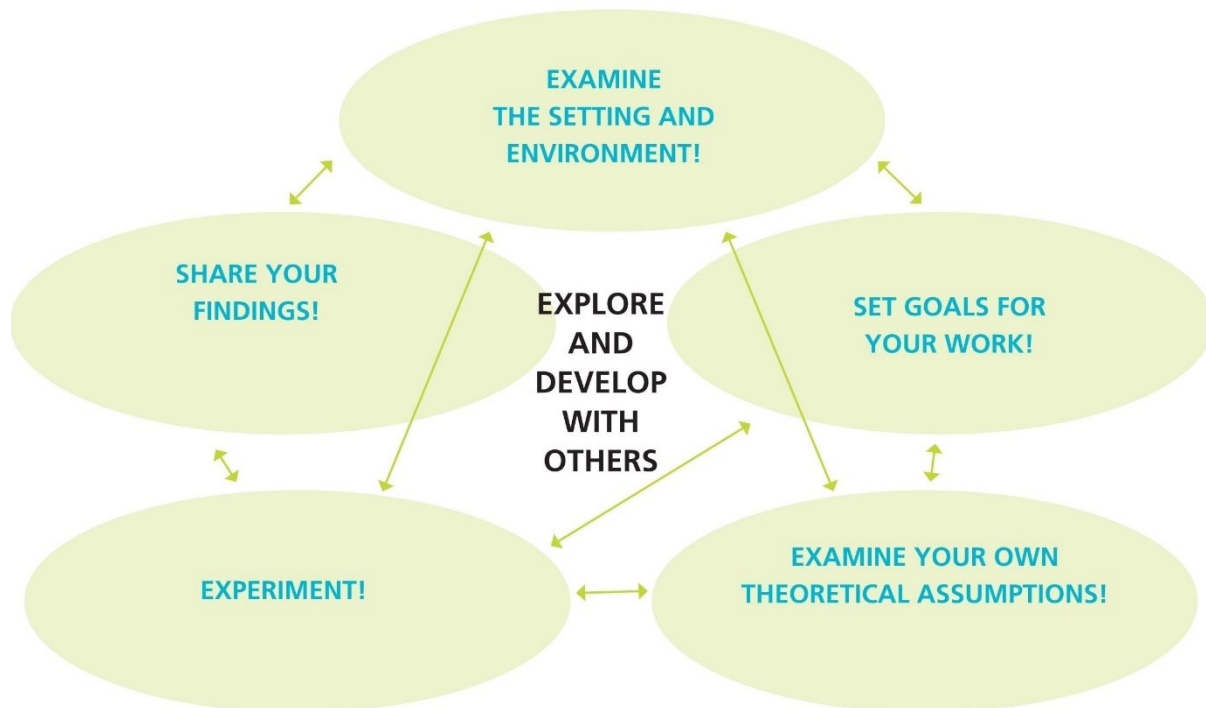 EXAMINE
THE SETTING AND
ENVIRONMENT!
SHARE YOUR
FINDINGS!
EXPLORE
AND
DEVELOP
WITH
OTHERS
SET GOALS FOR
YOUR WORK!
EXPERIMENT!
EXAMINE YOUR OWN
THEORETICAL ASSUMPTIONS!